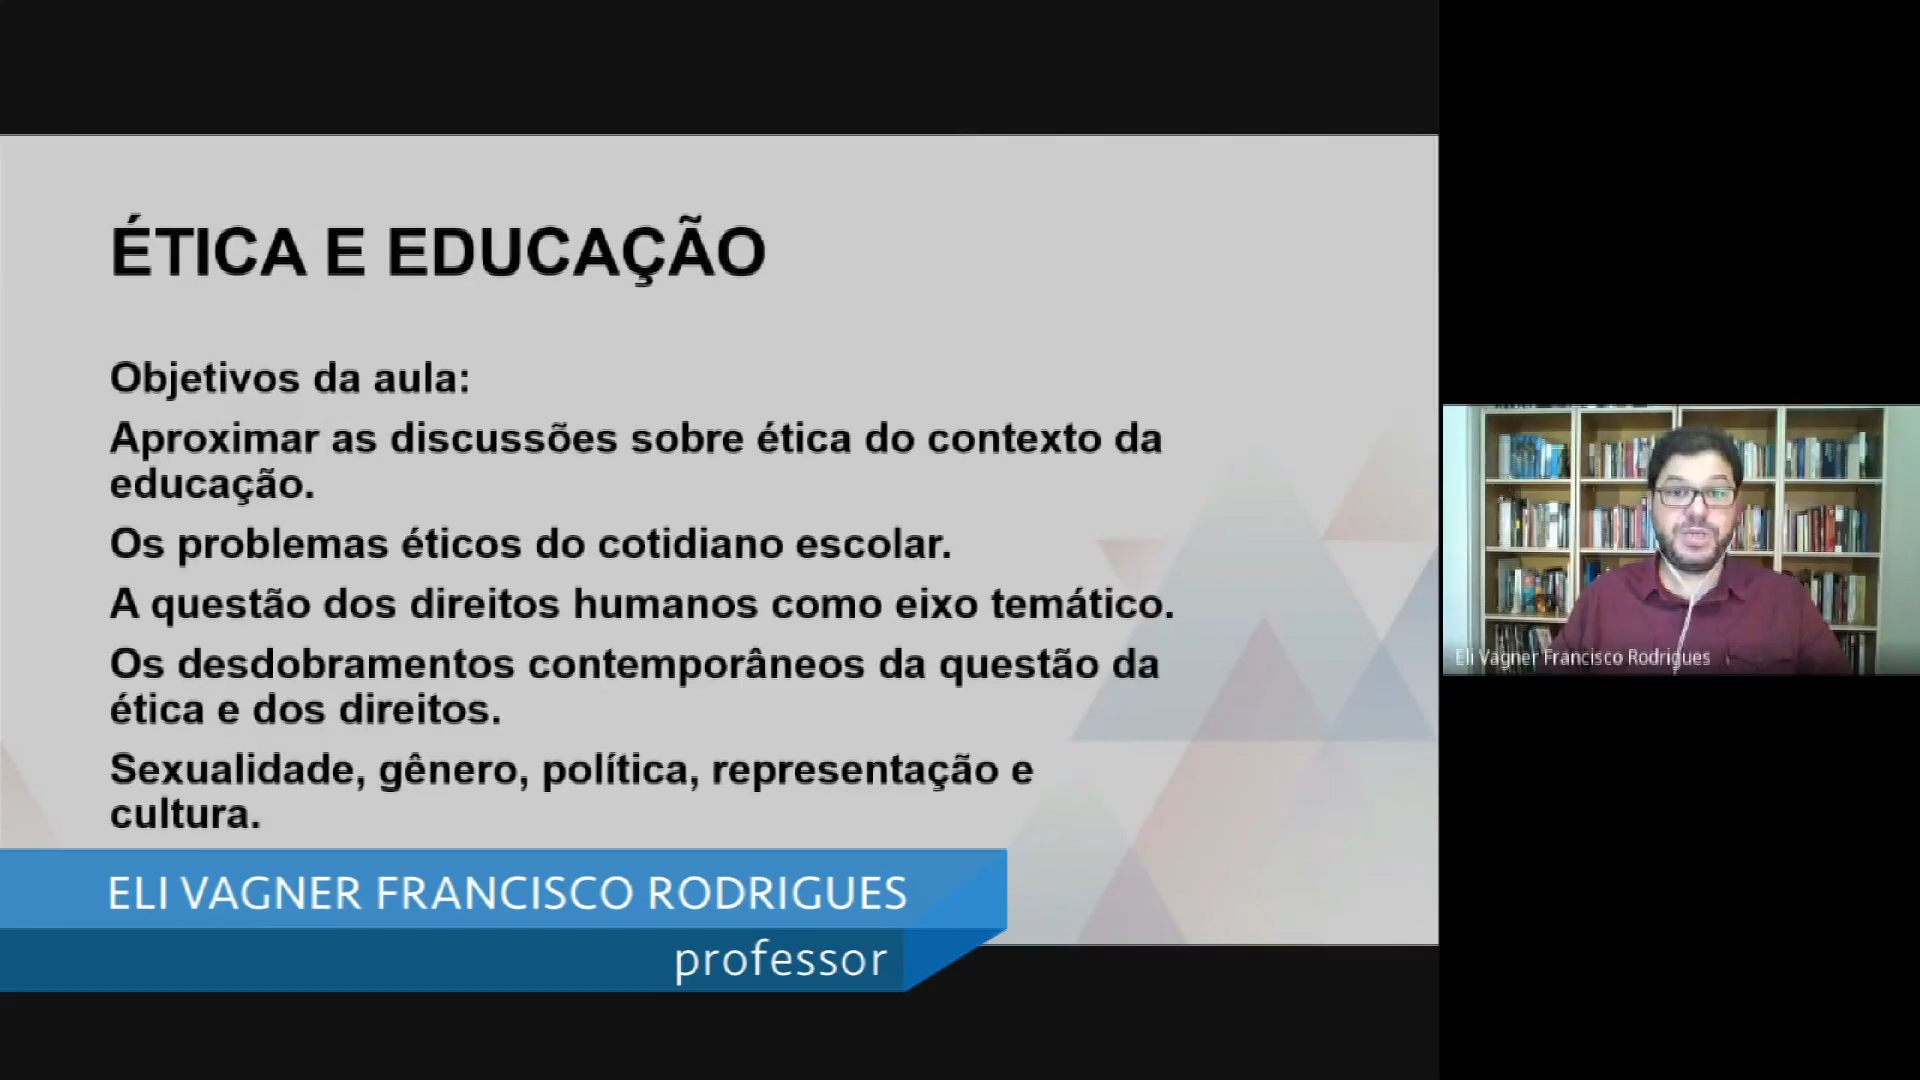 ÉTICA E EDUCAÇÃO
Objetivos da aula:
Aproximar as discussões sobre ética do contexto da
educação.
Os problemas éticos do cotidiano escolar.
A questão dos direitos humanos como eixo temático.
Os desdobramentos contemporâneos da questão da
ética e dos direitos.
Sexualidade, gênero, política, representação e
cultura.
ELI VAGNER FRANCISCO RODRIGUES
professor
Eli Vagner Francisco Rodrigues